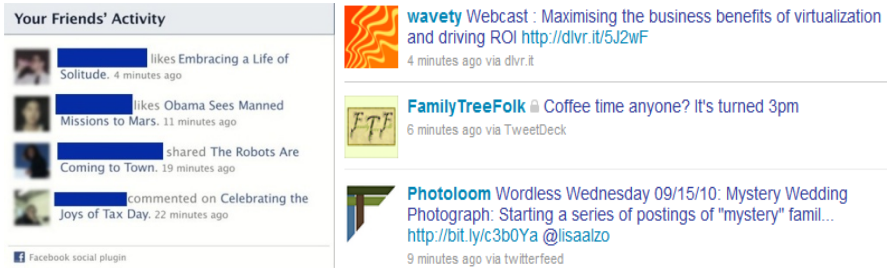 Your Friends' Activity
likes Embracing a Life of
Solitude. 4 minutes ago
likes Obama Sees Manned
Missions to Mars. 11 minutes ago
shared The Robots Are
Coming to Town. 19 minutes ago
commented on Celebrating the
Joys of Tax Day. 22 minutes ago
Facebook social plugin
wavety Webcast : Maximising the business benefits of virtualization
and driving ROI http://dlvr.it/5J2wF
4 minutes ago via dlvr.it
FTF
FamilyTreeFolk Coffee time anyone? It's turned 3pm
6 minutes ago via TweetDeck
Photoloom Wordless Wednesday 09/15/10: Mystery Wedding
Photograph: Starting a series of postings of "mystery" famil...
http://bit.ly/c3b0Ya @lisaalzo
9 minutes ago via twitterfeed